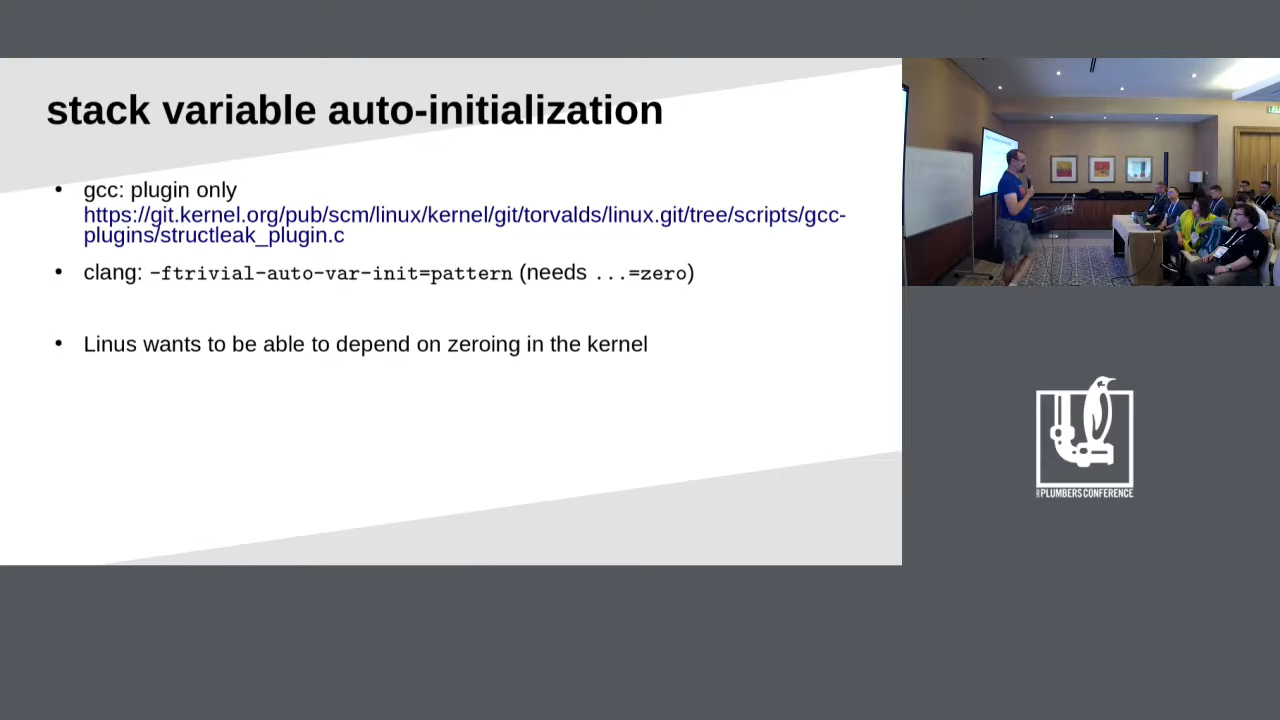 stack variable auto-initialization
• gcc: plugin only
https://git.kernel.org/pub/scm/linux/kernel/git/torvalds/linux.git/tree/scripts/gcc-
plugins/structleak_plugin.c
• clang: -ftrivial-auto-var-init=pattern (needs ...=zero)
• Linus wants to be able to depend on zeroing in the kernel
PLUMBERS CONFERENCE